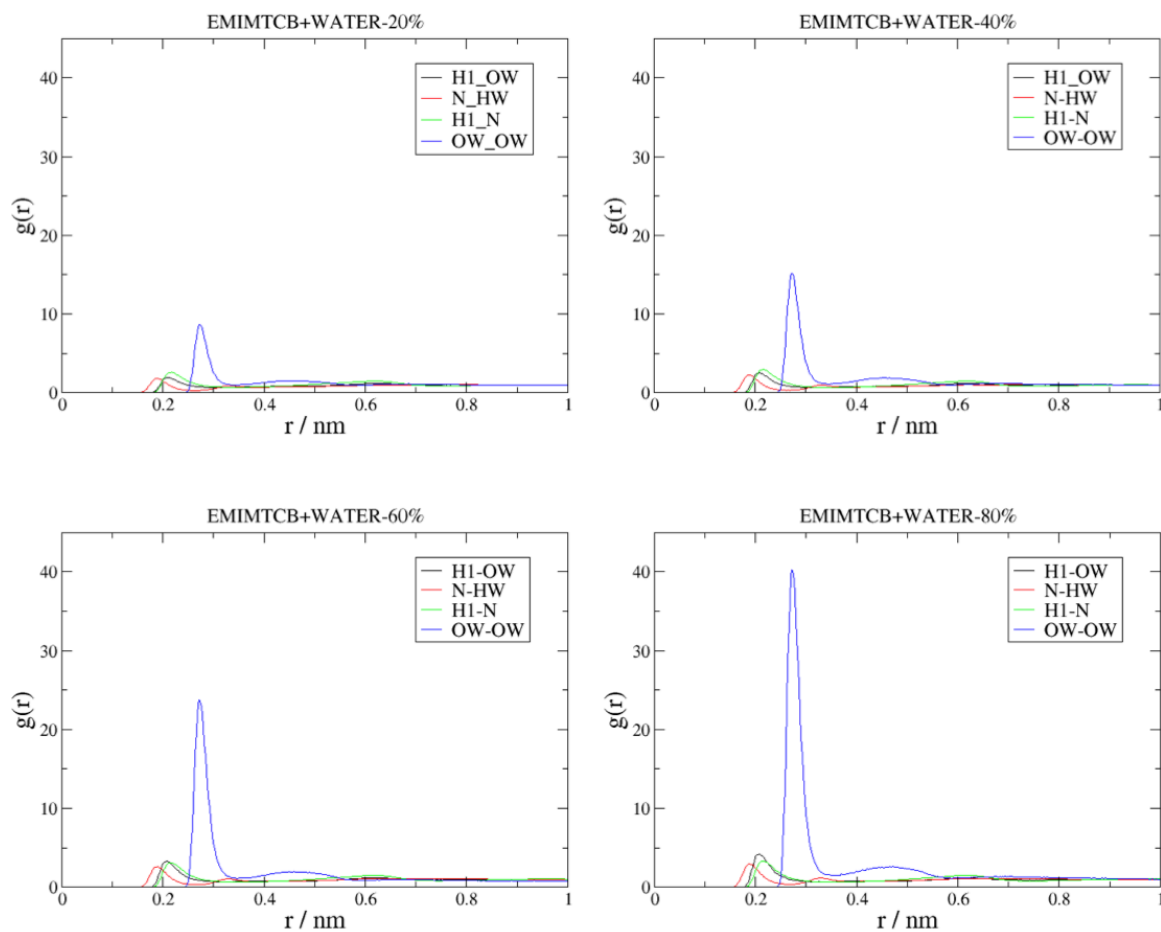 EMIMTCB+WATER-20%
H1_OW
N_HW
H1_N
OW_OW
g(r)
40
30
20
10
0
0 0.2 0.4 0.6 0.8 1
r / nm
EMIMTCB+WATER-40%
H1_OW
N-HW
H1-N
OW-OW
g(r)
40
30
20
10
0
0 0.2 0.4 0.6 0.8 1
r / nm
EMIMTCB+WATER-60%
H1-OW
N-HW
H1-N
OW-OW
g(r)
40
30
20
10
0
0 0.2 0.4 0.6 0.8 1
r / nm
EMIMTCB+WATER-80%
H1-OW
N-HW
H1-N
OW-OW
g(r)
40
30
20
10
0
0 0.2 0.4 0.6 0.8 1
r / nm